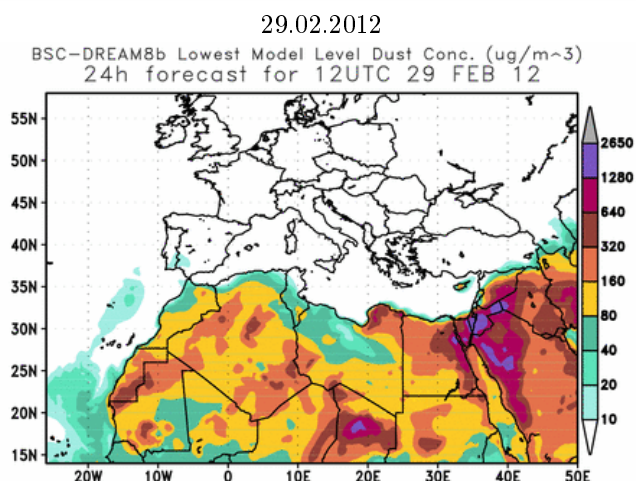 29.02.2012
BSC-DREAM8b Lowest Model Level Dust Conc. (ug/m^3)
24h forecast for 12UTC 29 FEB 12
55N
50N
45N
40N
35N
30N
25N
20N
15N
20W
10W
0
10E
20E
30E
40E
50E
2650
1280
640
320
160
80
40
20
10